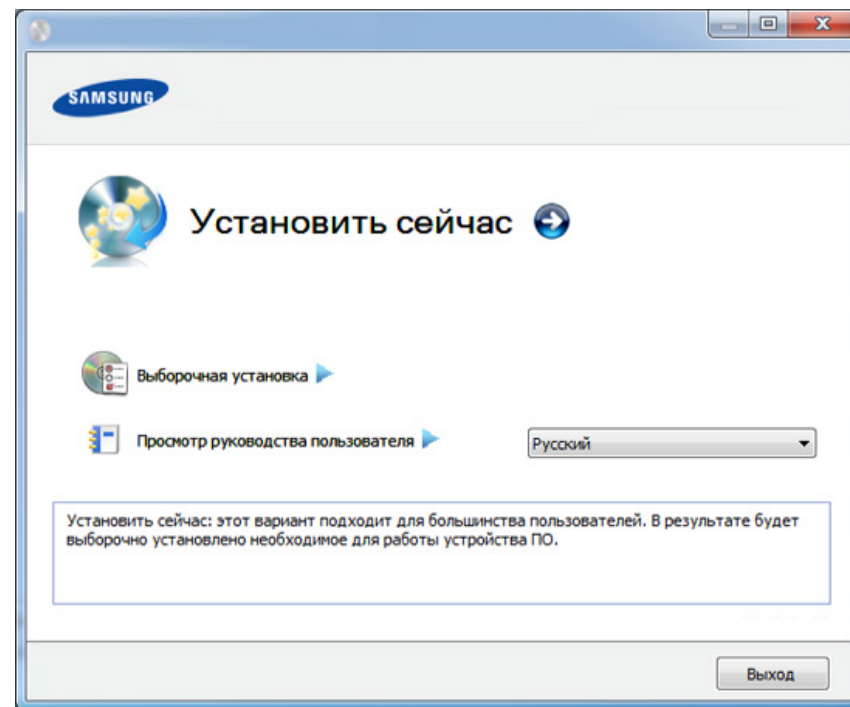 SAMSUNG
Установить сейчас
Выборочная установка
Просмотр руководства пользователя
Русский
Установить сейчас: этот вариант подходит для большинства пользователей. В результате будет
выборочно установлено необходимое для работы устройства ПО.
Выход